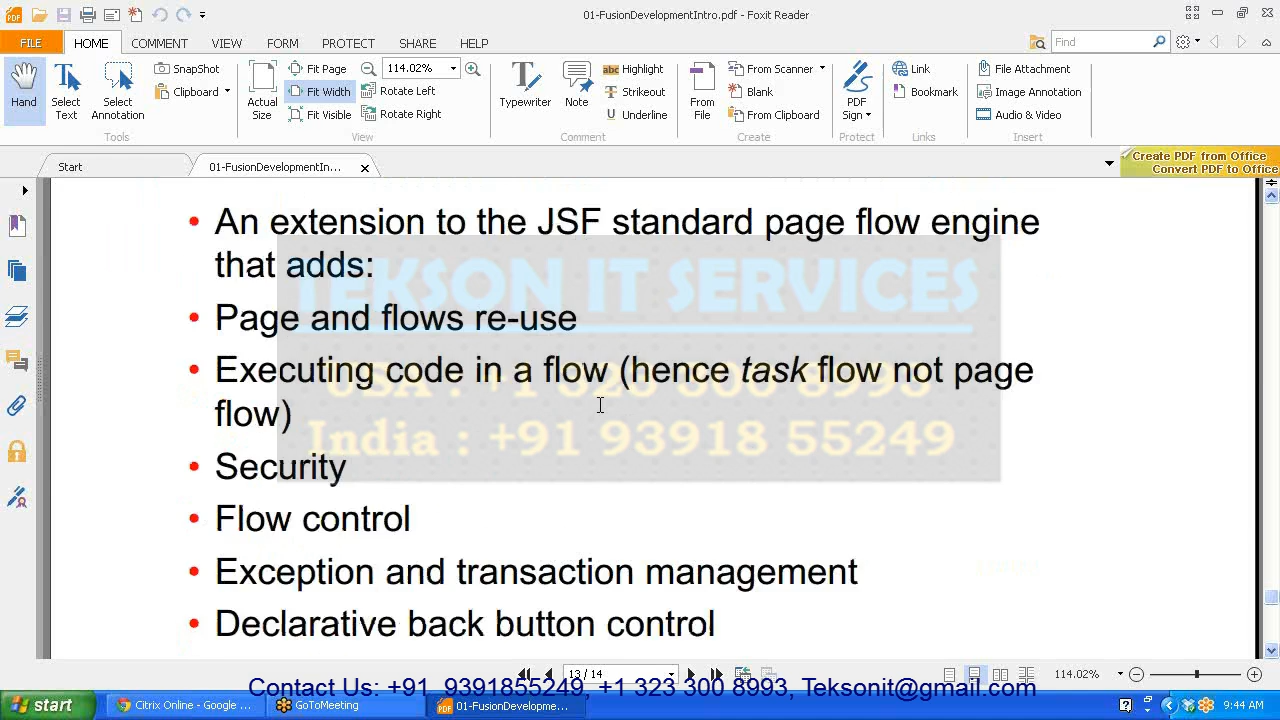 01-FusionDevelopmentIntro.pdf - Foxit Reader
FILE HOME COMMENT VIEW FORM PROTECT SHARE HELP Find
Hand
Select Text
Select Annotation
SnapShot
Clipboard
Tools
Actual Size
Fit Page
Fit Width
Fit Visible
114.02%
Rotate Left
Rotate Right
View
Typewriter
Note
Highlight
Strikeout
Underline
Comment
From File
From Scanner
Blank
From Clipboard
Create
PDF Sign
Protect
Link
Bookmark
Links
File Attachment
Image Annotation
Audio & Video
Insert
Start
01-FusionDevelopmentIn...
Create PDF from Office
Convert PDF to Office
• An extension to the JSF standard page flow engine
that adds:
• Page and flows re-use
• Executing code in a flow (hence task flow not page
flow)
• Security
• Flow control
• Exception and transaction management
• Declarative back button control
TEKSON IT SERVICES
USA : +1 323 300 8993
India : +91 93918 55249
13 / 14
114.02%
Contact Us: +91 9391855249, +1 323 300 8993, Teksonit@gmail.com
start
Citrix Online - Google ...
GoToMeeting
01-FusionDevelopme...
9:44 AM